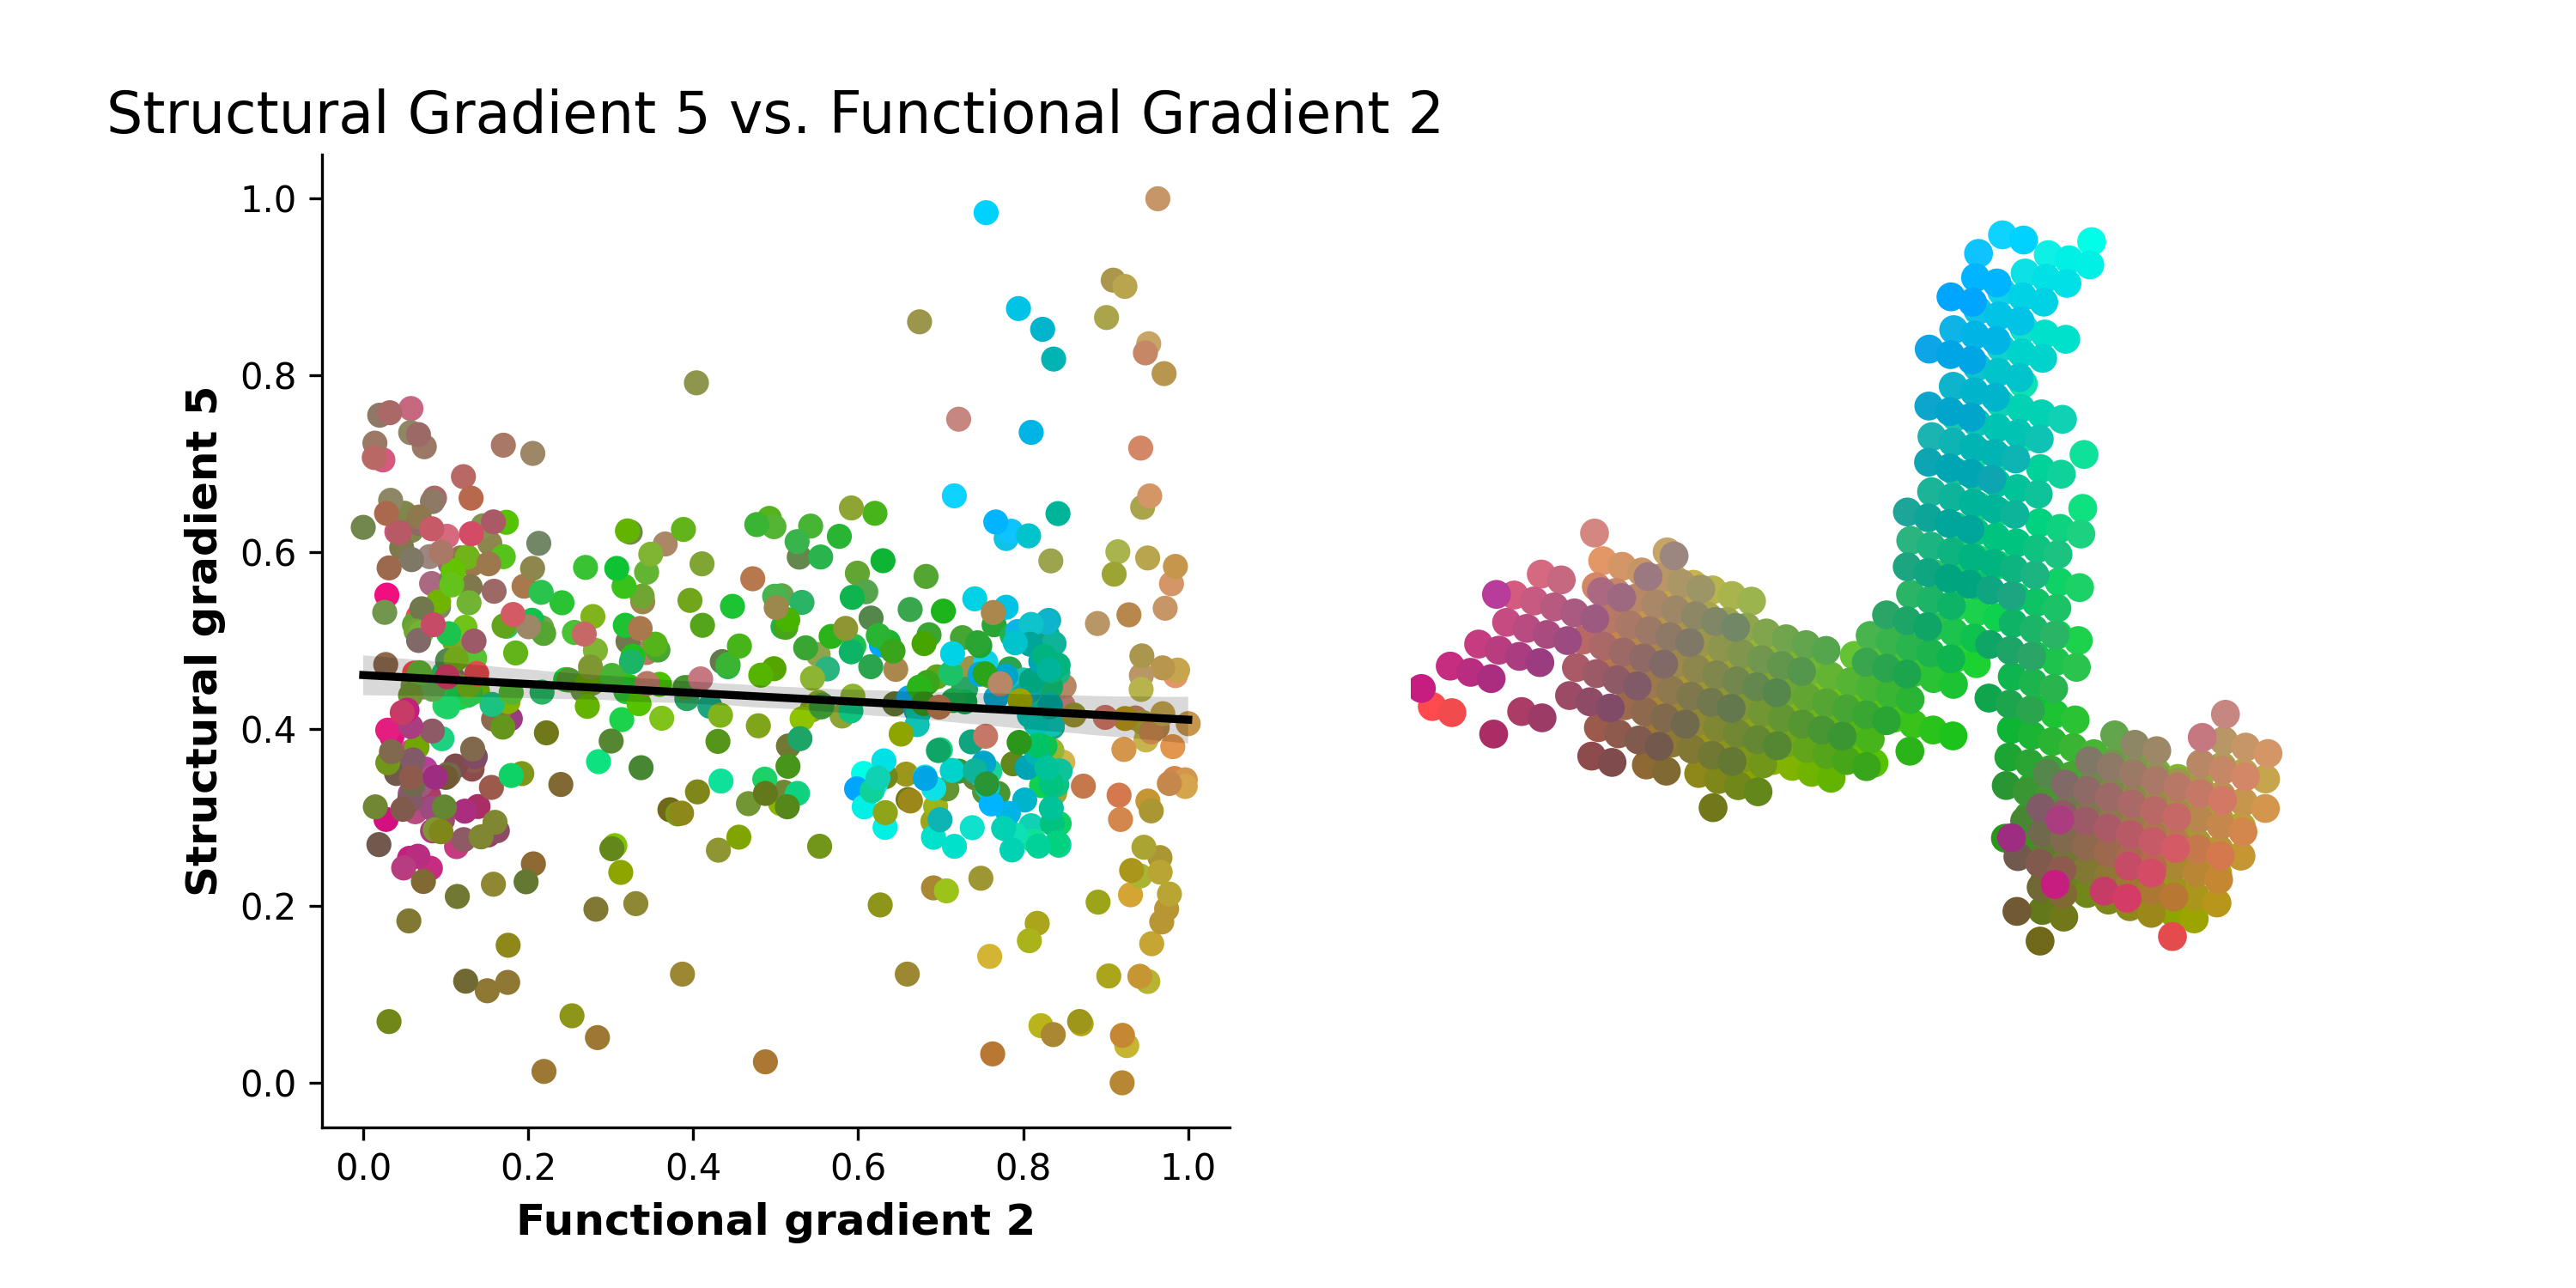 Structural Gradient 5 vs. Functional Gradient 2
Structural gradient 5
1.0
0.8
0.6
0.4
0.2
0.0
0.0 0.2 0.4 0.6 0.8 1.0
Functional gradient 2